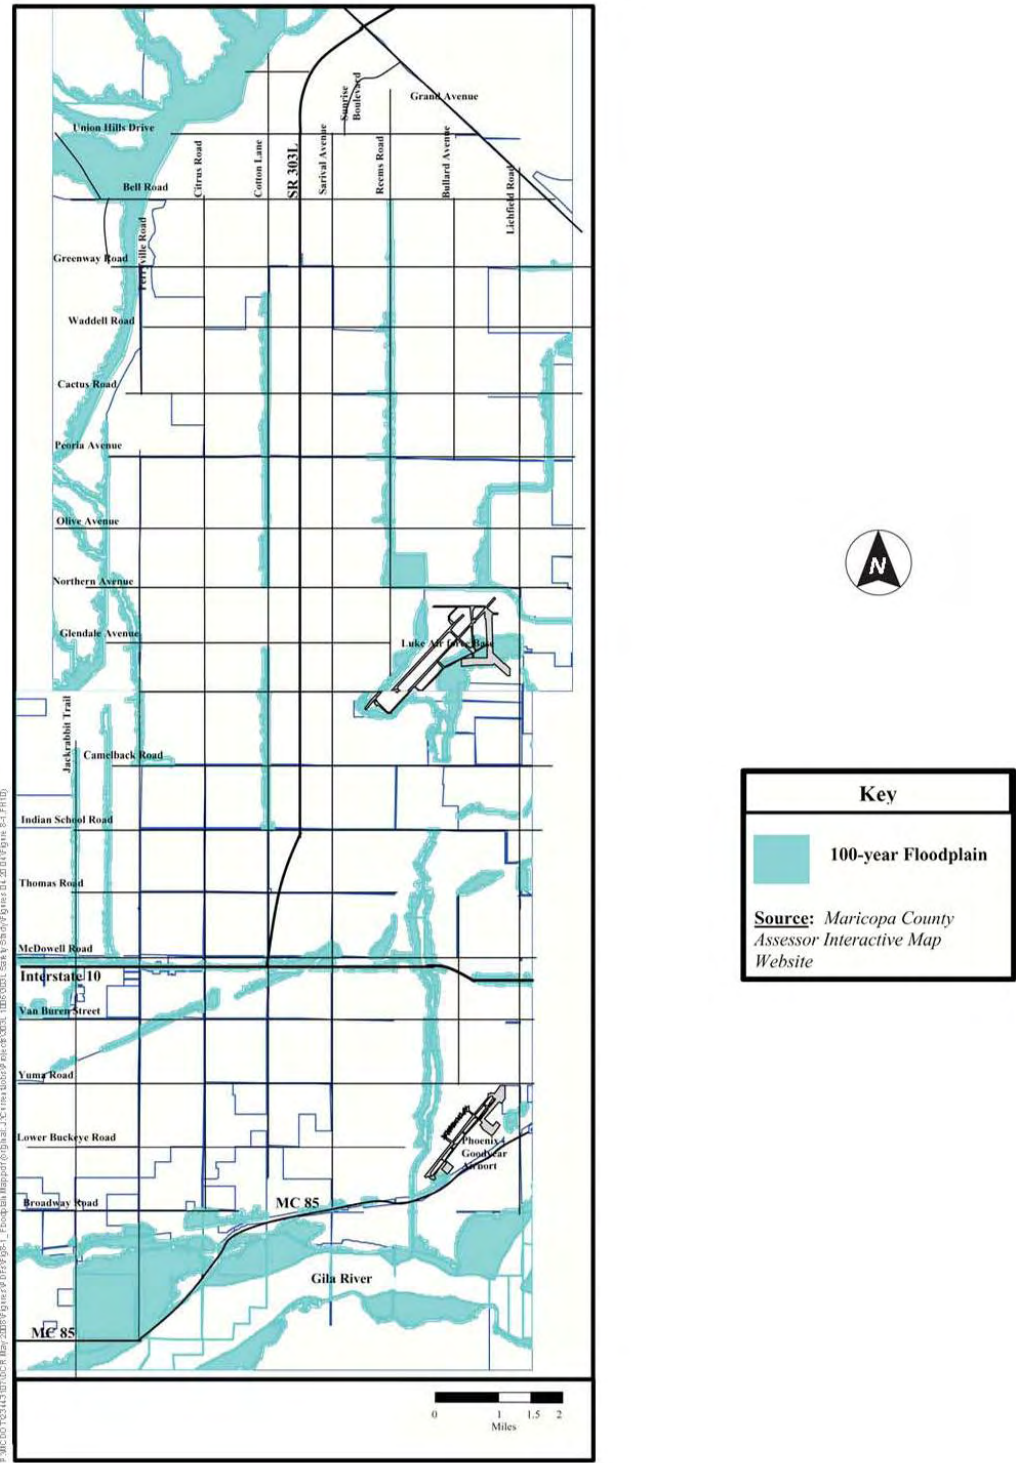 Grand Avenue
Sunrise
Boulevard
Union Hills Drive
Citrus Road
Cotton Lane
SR 303L
Sarival Avenue
Reems Road
Bullard Avenue
Lichfield Road
Bell Road
Perryville Road
Greenway Road
Waddell Road
Cactus Road
Peoria Avenue
Olive Avenue
Northern Avenue
Glendale Avenue
Luke Air force Base
Jackrabbit Trail
Camelback Road
Indian School Road
Thomas Road
McDowell Road
Interstate 10
Van Buren Street
Yuma Road
Lower Buckeye Road
Phoenix
Goodyear
Airport
Broadway Road
MC 85
Gila River
MC 85
0 1 1.5 2
Miles
N
Key
100-year Floodplain
Source: Maricopa County
Assessor Interactive Map
Website